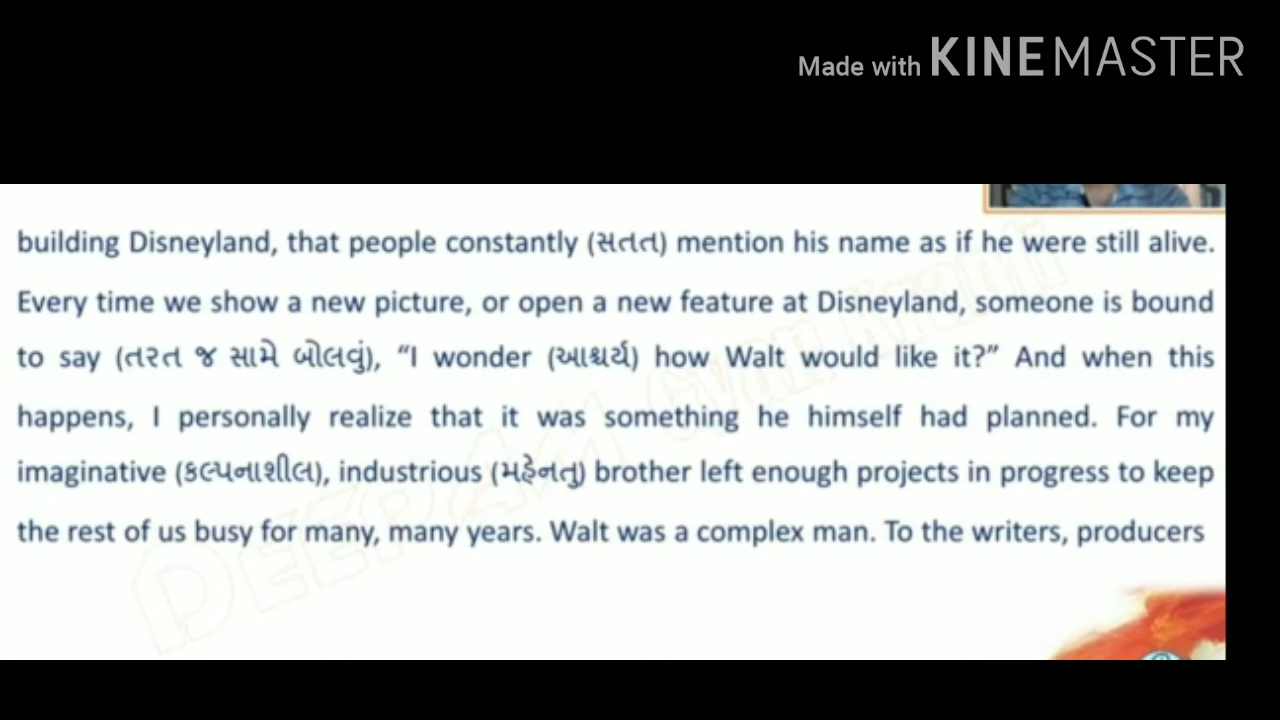 Made with KINEMASTER
building Disneyland, that people constantly (સતત) mention his name as if he were still alive.
Every time we show a new picture, or open a new feature at Disneyland, someone is bound
to say (તરત જ સામે બોલવું), “I wonder (આશ્ચર્ય) how Walt would like it?” And when this
happens, I personally realize that it was something he himself had planned. For my
imaginative (કલ્પનાશીલ), industrious (મહેનતુ) brother left enough projects in progress to keep
the rest of us busy for many, many years. Walt was a complex man. To the writers, producers
DEEPAM Gyan Kranti